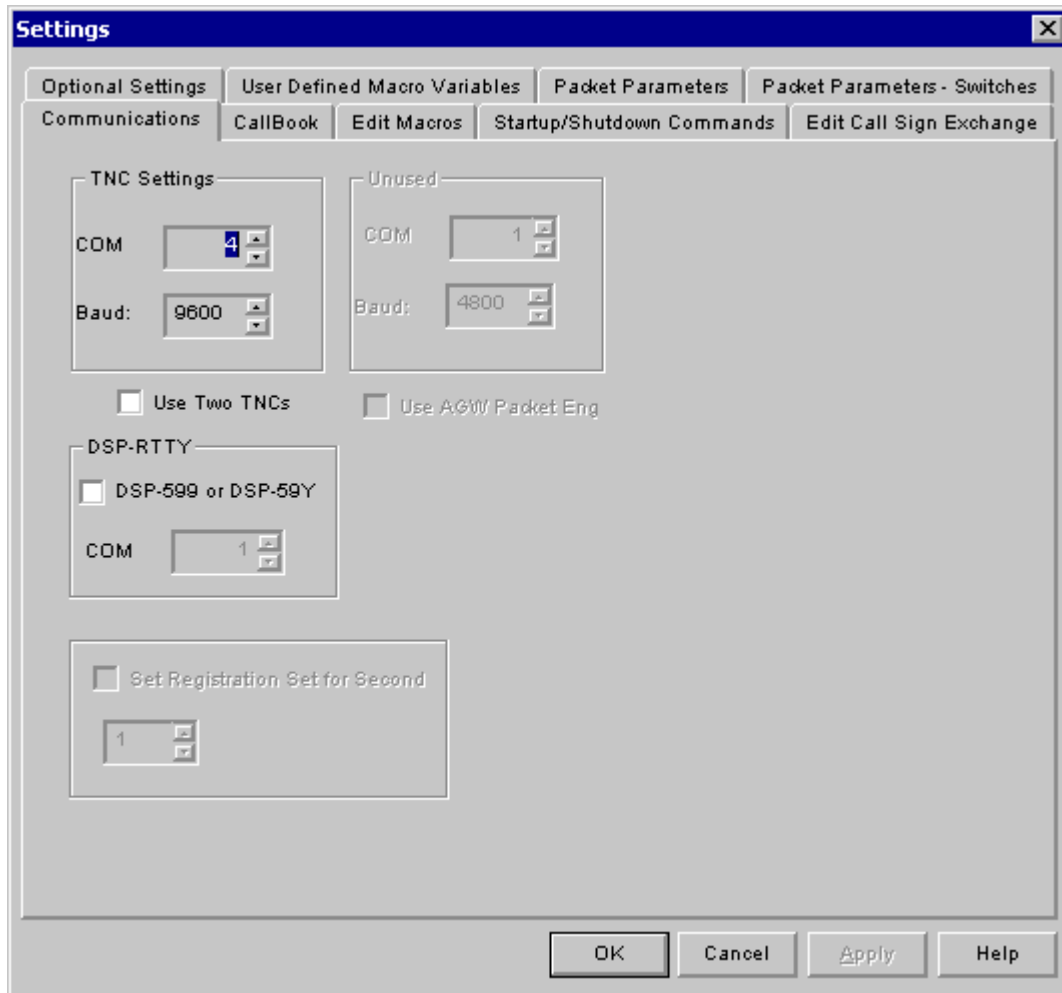 Settings
Optional Settings User Defined Macro Variables Packet Parameters Packet Parameters - Switches
Communications CallBook Edit Macros Startup/Shutdown Commands Edit Call Sign Exchange
TNC Settings Unused
COM 4 COM 1
Baud: 9600 Baud: 4800
Use Two TNCs Use AGW Packet Eng
DSP-RTTY
DSP-599 or DSP-59Y
COM 1
Set Registration Set for Second
1
OK Cancel Apply Help